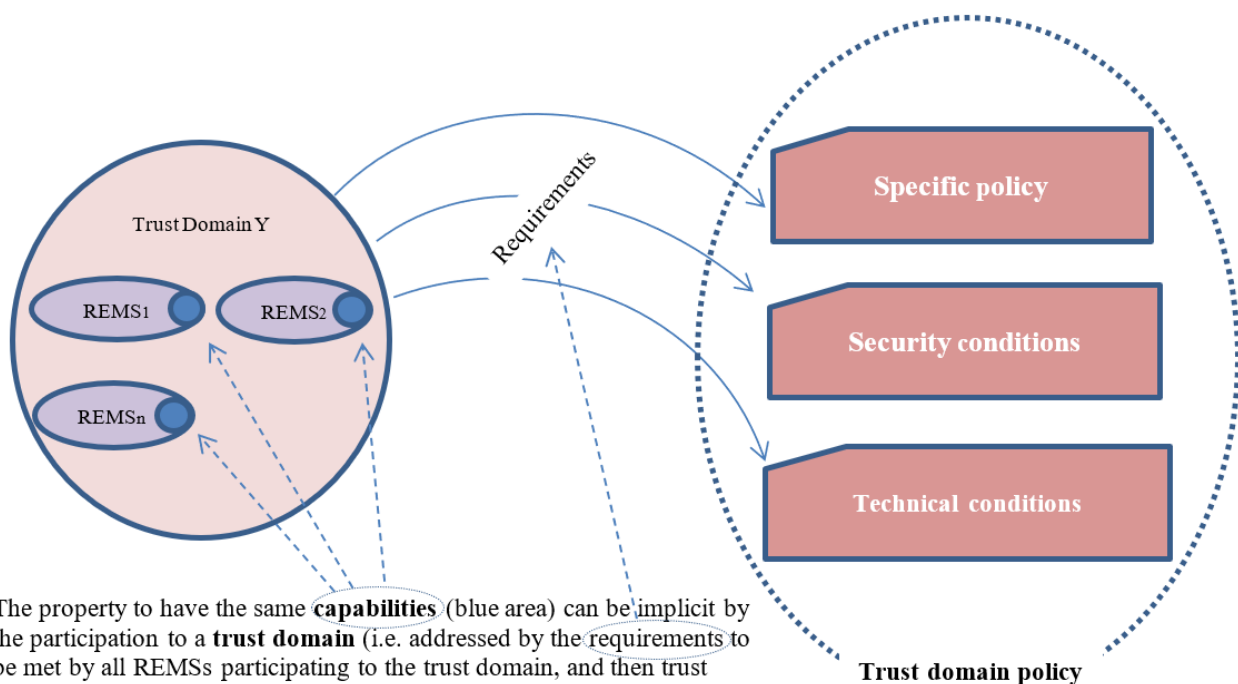 Specific policy
Requirements
Trust Domain Y
REMS1
REMS2
Security conditions
REMSn
Technical conditions
The property to have the same capabilities (blue area) can be implicit by
the participation to a trust domain (i.e. addressed by the requirements to
be met by all REMSs participating to the trust domain, and then trust
Trust domain policy